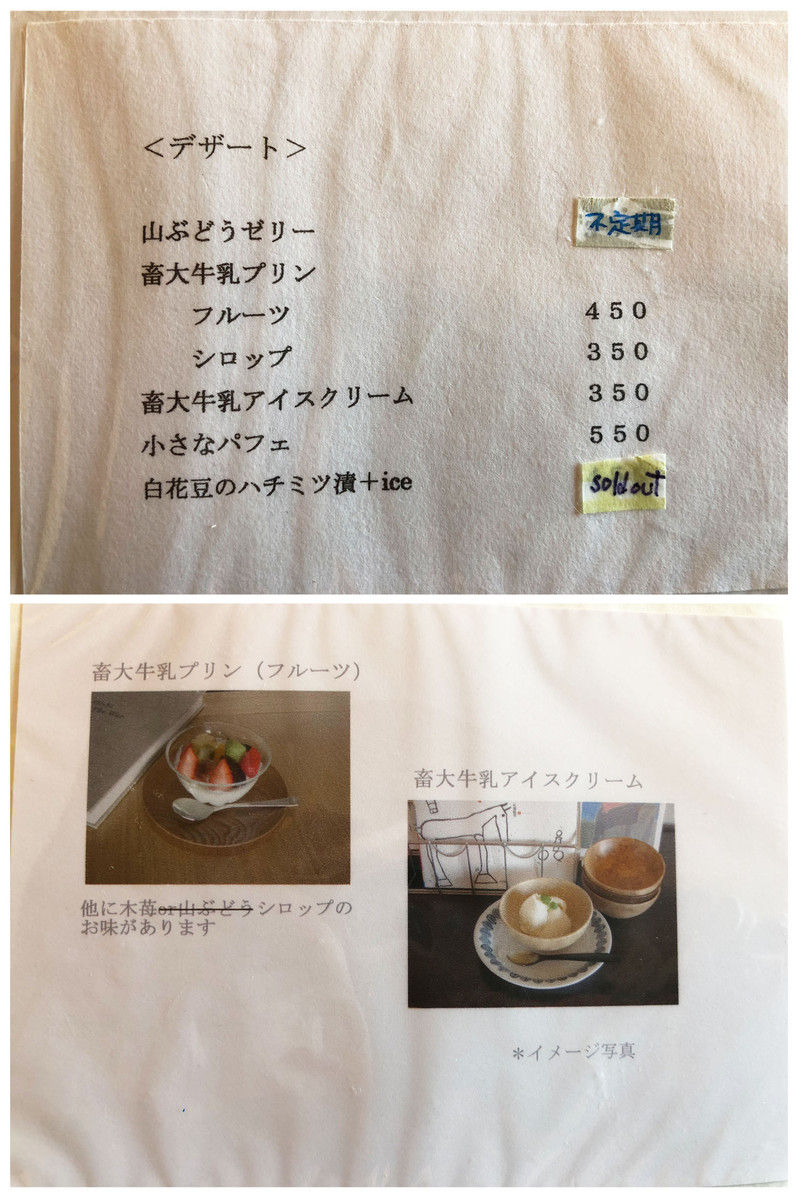 ＜デザート＞
山ぶどうゼリー 不定期
畜大牛乳プリン
フルーツ ４５０
シロップ ３５０
畜大牛乳アイスクリーム ３５０
小さなパフェ ５５０
白花豆のハチミツ漬＋ice sold out
畜大牛乳プリン（フルーツ）
畜大牛乳アイスクリーム
他に木苺or山ぶどうシロップの
お味があります
＊イメージ写真